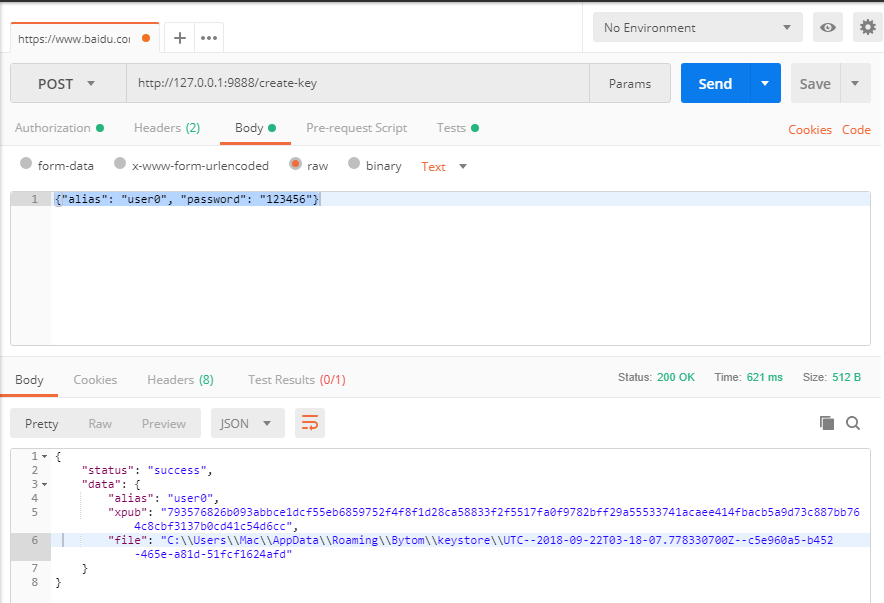 https://www.baidu.co
No Environment
POST http://127.0.0.1:9888/create-key Params Send Save
Authorization Headers (2) Body Pre-request Script Tests Cookies Code
form-data x-www-form-urlencoded raw binary Text
1 {"alias": "user0", "password": "123456"}
Body Cookies Headers (8) Test Results (0/1) Status: 200 OK Time: 621 ms Size: 512 B
Pretty Raw Preview JSON
1 {
2 "status": "success",
3 "data": {
4 "alias": "user0",
5 "xpub": "793576826b093abbce1dcf55eb6859752f4f8f1d28ca58833f2f5517fa0f9782bff29a55533741acaee414fbacb5a9d73c887bb76
4c8cbf3137b0cd41c54d6cc",
6 "file": "C:\\Users\\Mac\\AppData\\Roaming\\Bytom\\keystore\\UTC--2018-09-22T03-18-07.778330700Z--c5e960a5-b452
-465e-a81d-51fcf1624afd"
7 }
8 }